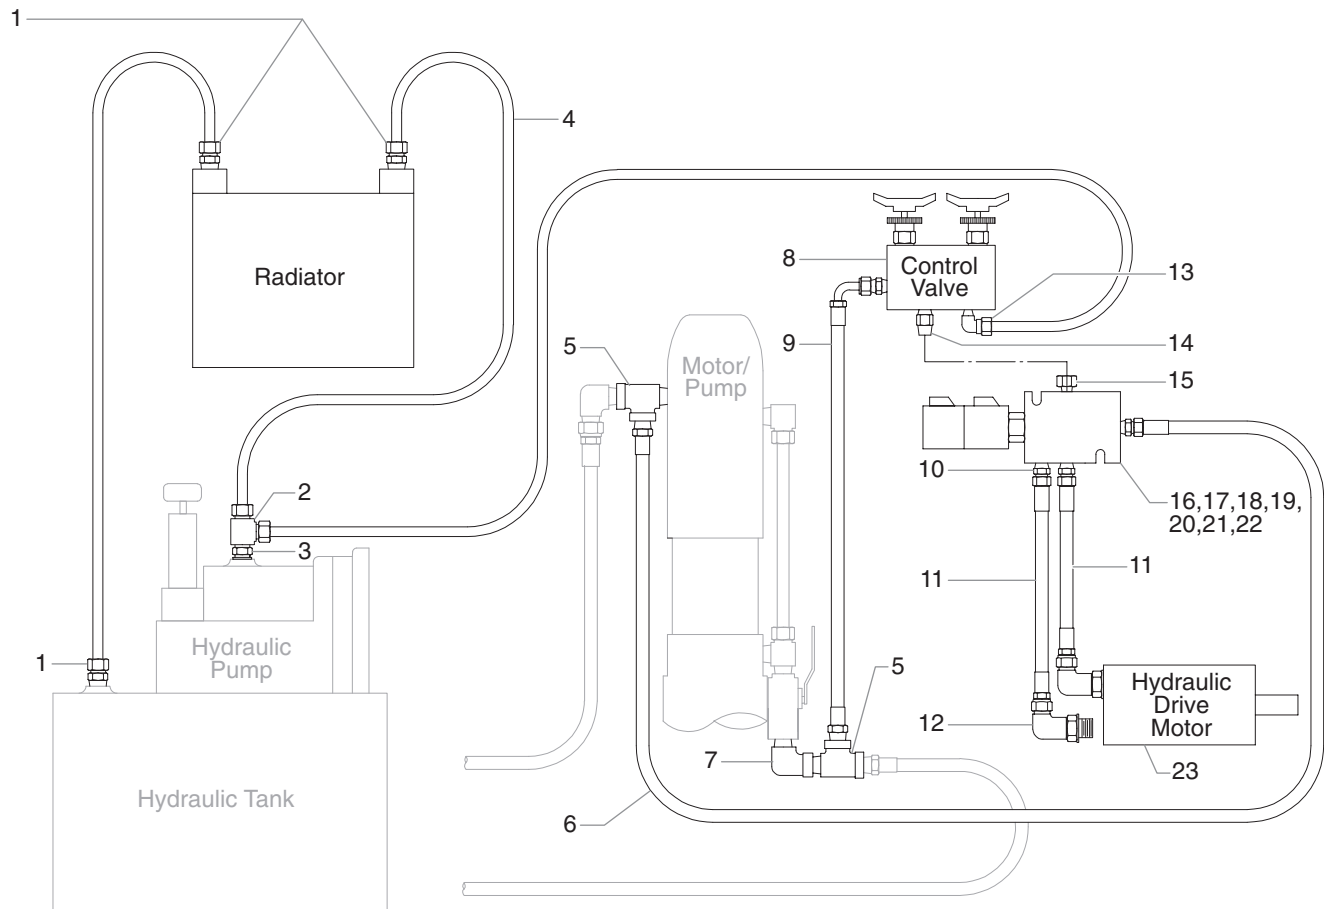 1
4
Radiator
8
Control
Valve
13
9
14
5
Motor/
Pump
15
2
10
16,17,18,19,
20,21,22
3
11
11
Hydraulic
Pump
1
5
Hydraulic
Drive
Motor
12
7
23
Hydraulic Tank
6